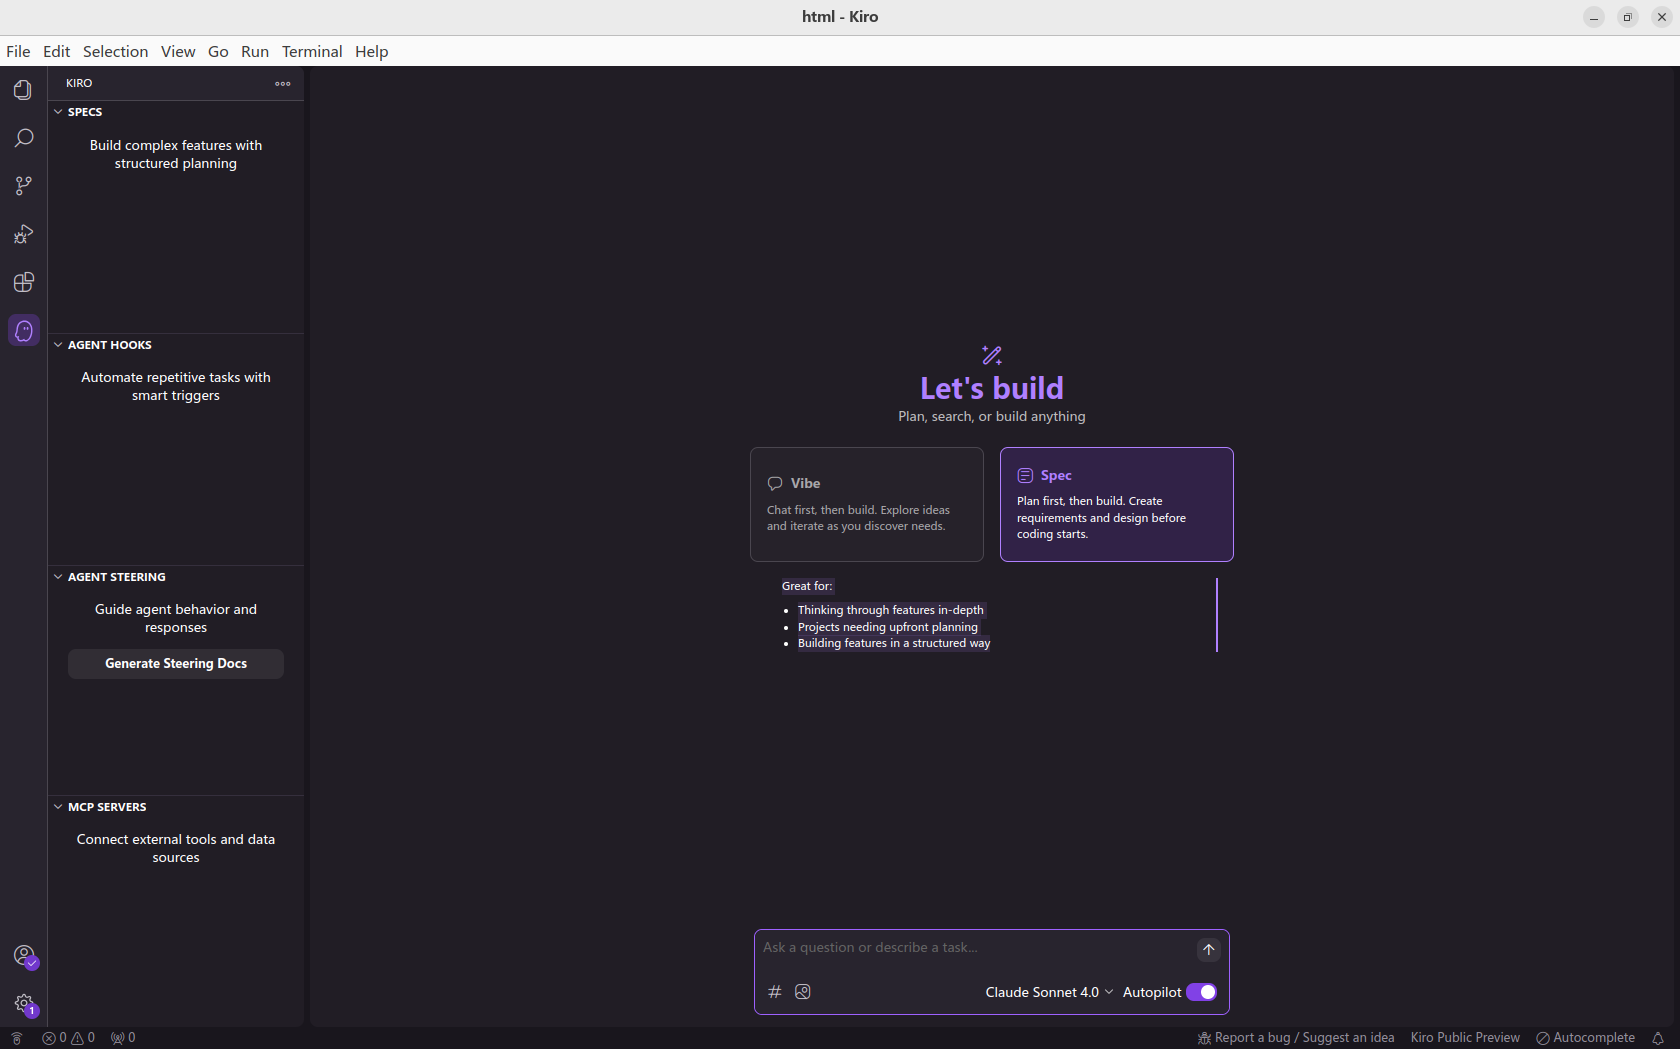 html - Kiro
File Edit Selection View Go Run Terminal Help
KIRO
SPECS
Build complex features with
structured planning
AGENT HOOKS
Automate repetitive tasks with
smart triggers
AGENT STEERING
Guide agent behavior and
responses
Generate Steering Docs
MCP SERVERS
Connect external tools and data
sources
Let's build
Plan, search, or build anything
Vibe
Chat first, then build. Explore ideas
and iterate as you discover needs.
Spec
Plan first, then build. Create
requirements and design before
coding starts.
Great for:
Thinking through features in-depth
Projects needing upfront planning
Building features in a structured way
Ask a question or describe a task...
Claude Sonnet 4.0 Autopilot
1
0 0 0
Report a bug / Suggest an idea Kiro Public Preview Autocomplete